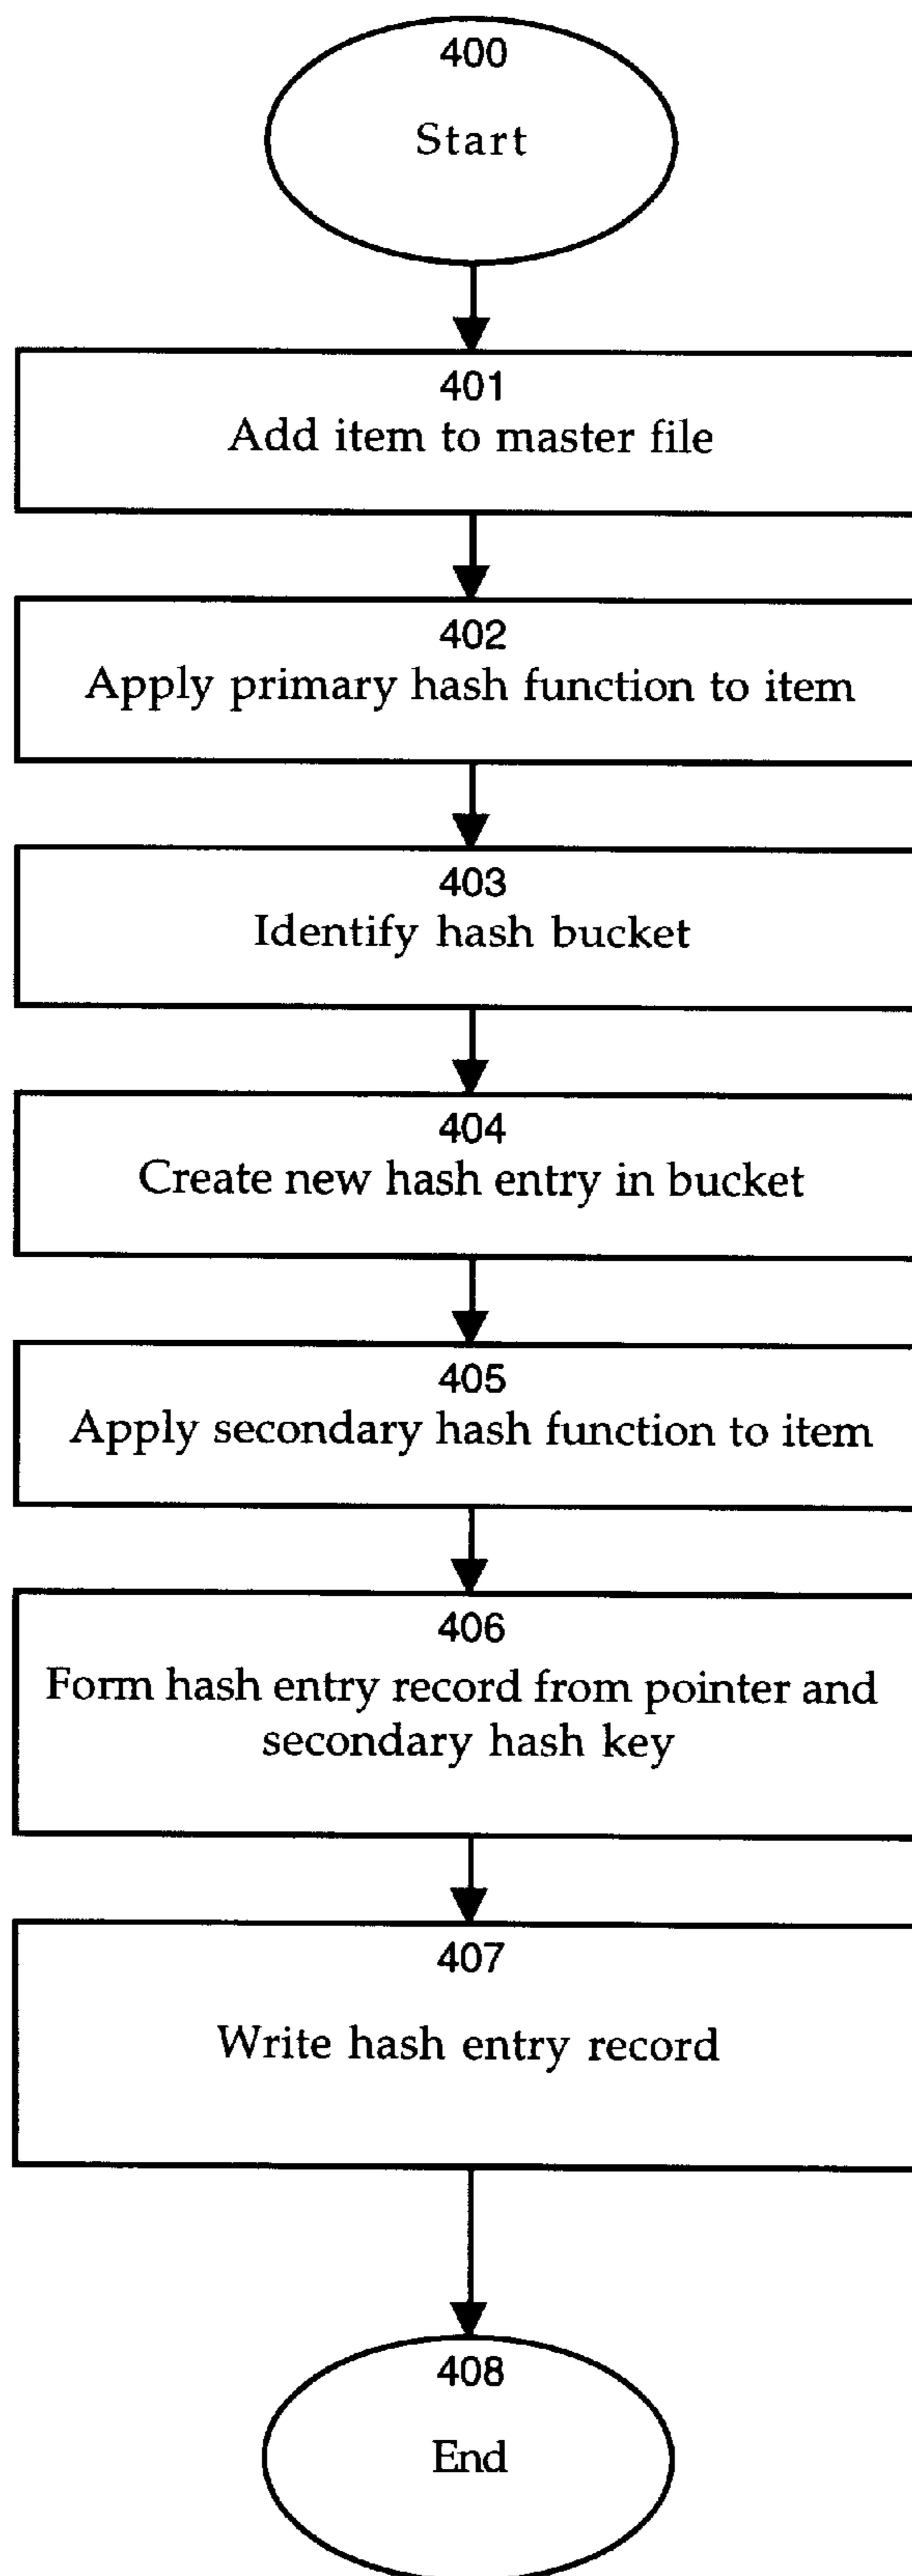 400
Start
401
Add item to master file
402
Apply primary hash function to item
403
Identify hash bucket
404
Create new hash entry in bucket
405
Apply secondary hash function to item
406
Form hash entry record from pointer and
secondary hash key
407
Write hash entry record
408
End